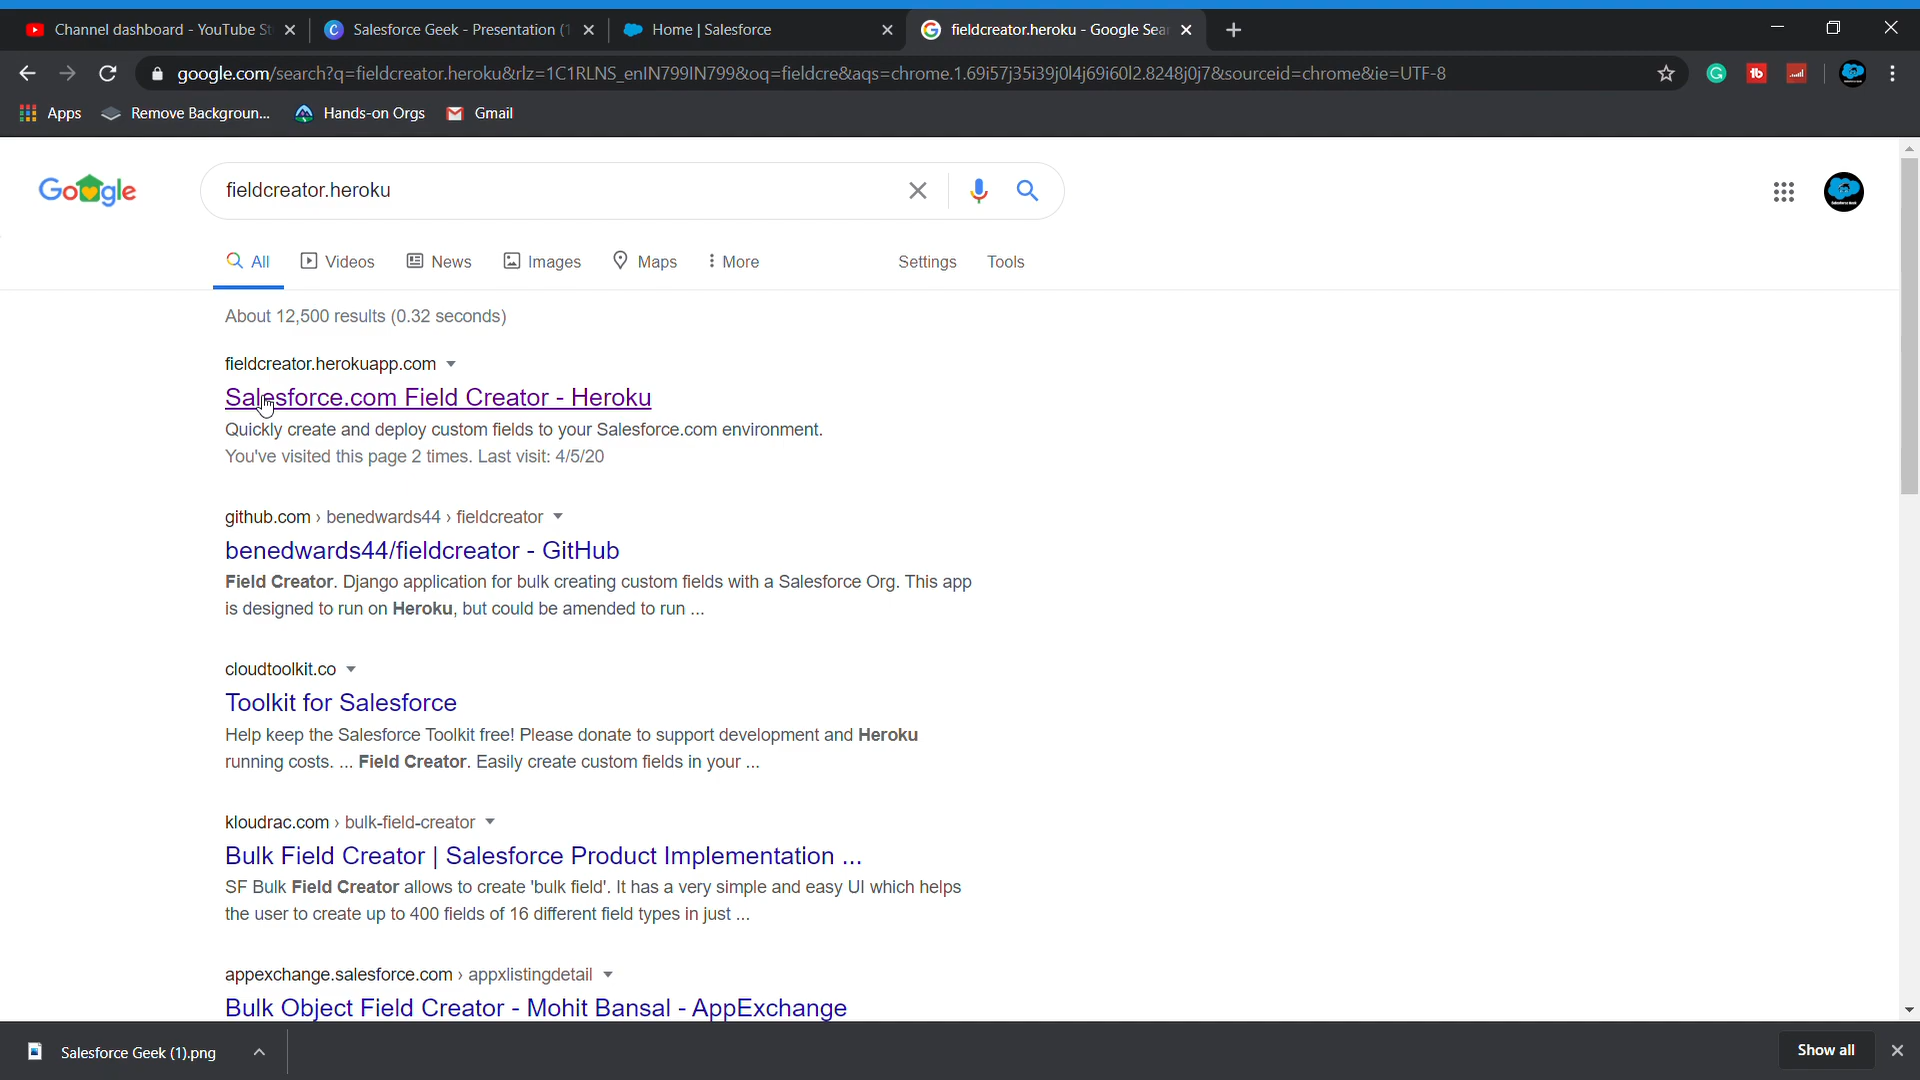 Channel dashboard - YouTube St
Salesforce Geek - Presentation (1
Home | Salesforce
fieldcreator.heroku - Google Sear
google.com/search?q=fieldcreator.heroku&rlz=1C1RLNS_enIN799IN799&oq=fieldcre&aqs=chrome.1.69i57j35i39j0l4j69i60l2.8248j0j7&sourceid=chrome&ie=UTF-8
Apps
Remove Backgroun...
Hands-on Orgs
Gmail
Google
fieldcreator.heroku
All
Videos
News
Images
Maps
More
Settings
Tools
About 12,500 results (0.32 seconds)
fieldcreator.herokuapp.com
Salesforce.com Field Creator - Heroku
Quickly create and deploy custom fields to your Salesforce.com environment.
You've visited this page 2 times. Last visit: 4/5/20
github.com › benedwards44 › fieldcreator
benedwards44/fieldcreator - GitHub
Field Creator. Django application for bulk creating custom fields with a Salesforce Org. This app
is designed to run on Heroku, but could be amended to run ...
cloudtoolkit.co
Toolkit for Salesforce
Help keep the Salesforce Toolkit free! Please donate to support development and Heroku
running costs. ... Field Creator. Easily create custom fields in your ...
kloudrac.com › bulk-field-creator
Bulk Field Creator | Salesforce Product Implementation ...
SF Bulk Field Creator allows to create 'bulk field'. It has a very simple and easy UI which helps
the user to create up to 400 fields of 16 different field types in just ...
appexchange.salesforce.com › appxlistingdetail
Bulk Object Field Creator - Mohit Bansal - AppExchange
Salesforce Geek (1).png
Show all